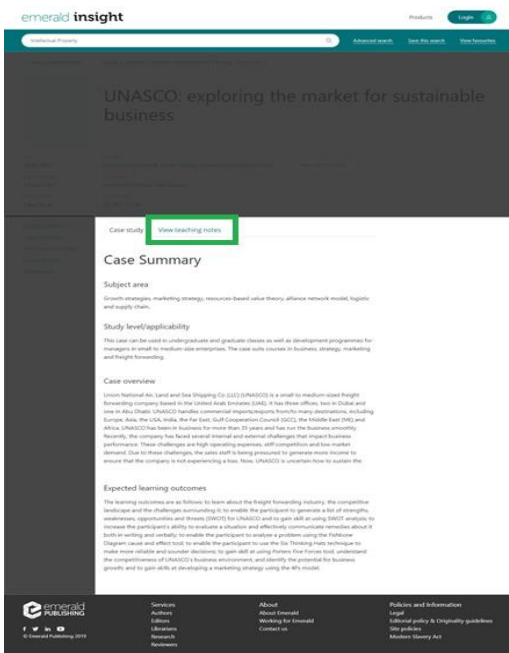 emerald insight
Products
Login
Intellectual Property
Advanced search
Save this search
View favourites
UNASCO: exploring the market for sustainable
business
Case study
View teaching notes
Case Summary
Subject area
Growth strategies, marketing strategy, resources-based value theory, alliance network model, logistic
and supply chain.
Study level/applicability
This case can be used in undergraduate and graduate classes as well as development programmes for
managers in small to medium-size enterprises. The case suits courses in business, strategy, marketing
and freight forwarding.
Case overview
Union National Air, Land and Sea Shipping Co (LLC) (UNASCO) is a small to medium-sized freight
forwarding company based in the United Arab Emirates (UAE). It has three offices, two in Dubai and
one in Abu Dhabi. UNASCO handles commercial imports/exports from/to many destinations, including
Europe, Asia, the USA, India, the Far East, Gulf Cooperation Council (GCC), the Middle East (ME) and
Africa. UNASCO has been in business for more than 35 years and has run the business smoothly.
Recently, the company has faced several internal and external challenges that impact business
performance. These challenges are high operating expenses, stiff competition and low market
demand. Due to these challenges, the sales staff is being pressured to generate more income to
ensure that the company is not experiencing a loss. Now, UNASCO is uncertain how to sustain the
Expected learning outcomes
The learning outcomes are as follows: to learn about the freight forwarding industry, the competitive
landscape and the challenges surrounding it; to enable the participant to generate a list of strengths,
weaknesses, opportunities and threats (SWOT) for UNASCO and to gain skill at using SWOT analysis; to
increase the participant's ability to evaluate a situation and effectively communicate remedies about it
both in writing and verbally; to enable the participant to analyse a problem using the Fishbone
Diagram cause and effect tool; to enable the participant to use the Six Thinking Hats technique to
make more reliable and sounder decisions; to gain skill at using Porters Five Forces tool, understand
the competitiveness of UNASCO's business environment, and identify the potential for business
growth; and to gain skills at developing a marketing strategy using the 4Ps model.
emerald
PUBLISHING
© Emerald Publishing 2019
Services
Authors
Editors
Librarians
Research
Reviewers
About
About Emerald
Working for Emerald
Contact us
Policies and Information
Legal
Editorial policy & Originality guidelines
Site policies
Modern Slavery Act